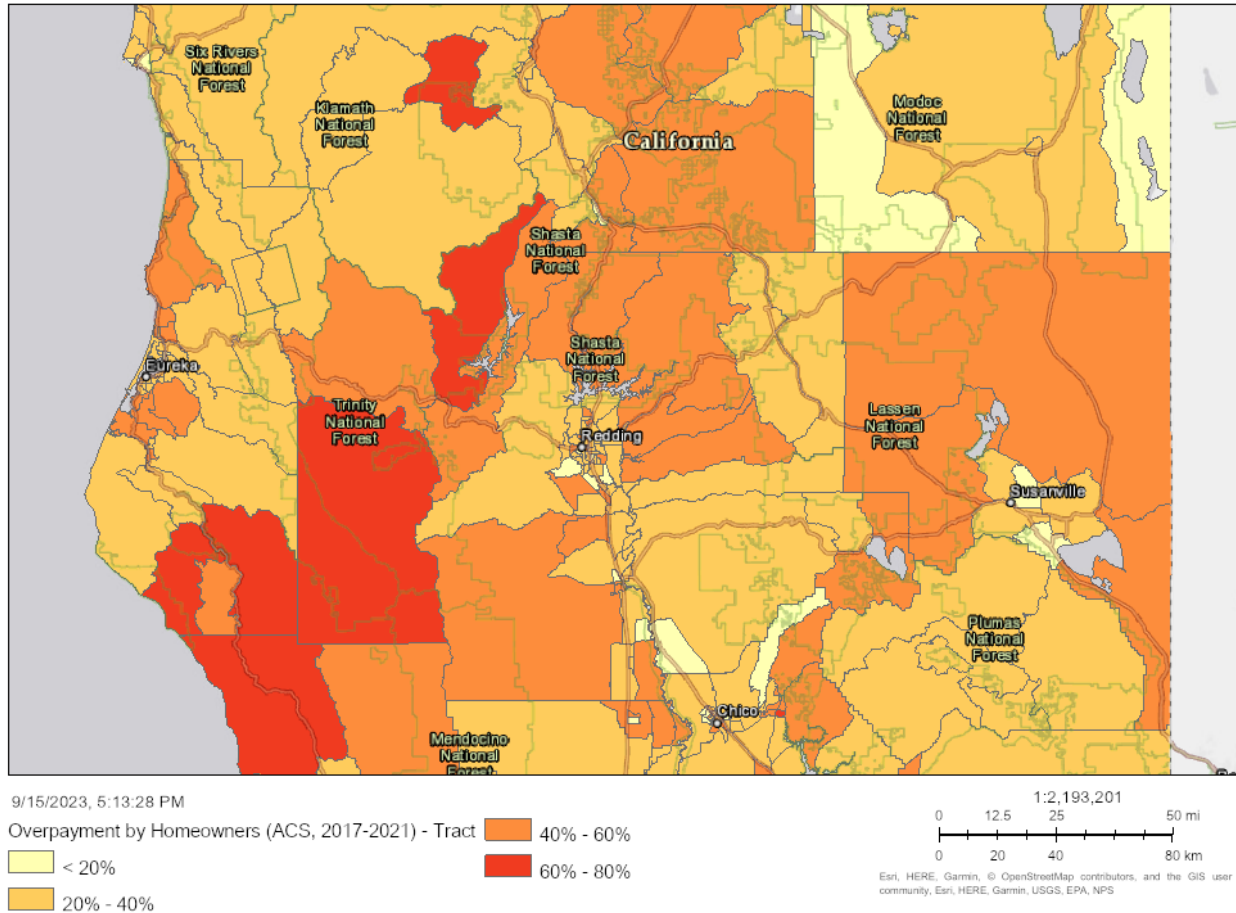 Six Rivers
National
Forest
Klamath
National
Forest
Modoc
National
Forest
California
Shasta
National
Forest
Shasta
National
Forest
Eureka
Trinity
National
Forest
Lassen
National
Forest
Redding
Susanville
Plumas
National
Forest
Chico
Mendocino
National
Forest
9/15/2023, 5:13:28 PM
Overpayment by Homeowners (ACS, 2017-2021) - Tract
< 20%
20% - 40%
40% - 60%
60% - 80%
1:2,193,201
0 12.5 25 50 mi
0 20 40 80 km
Esri, HERE, Garmin, © OpenStreetMap contributors, and the GIS user
community, Esri, HERE, Garmin, USGS, EPA, NPS